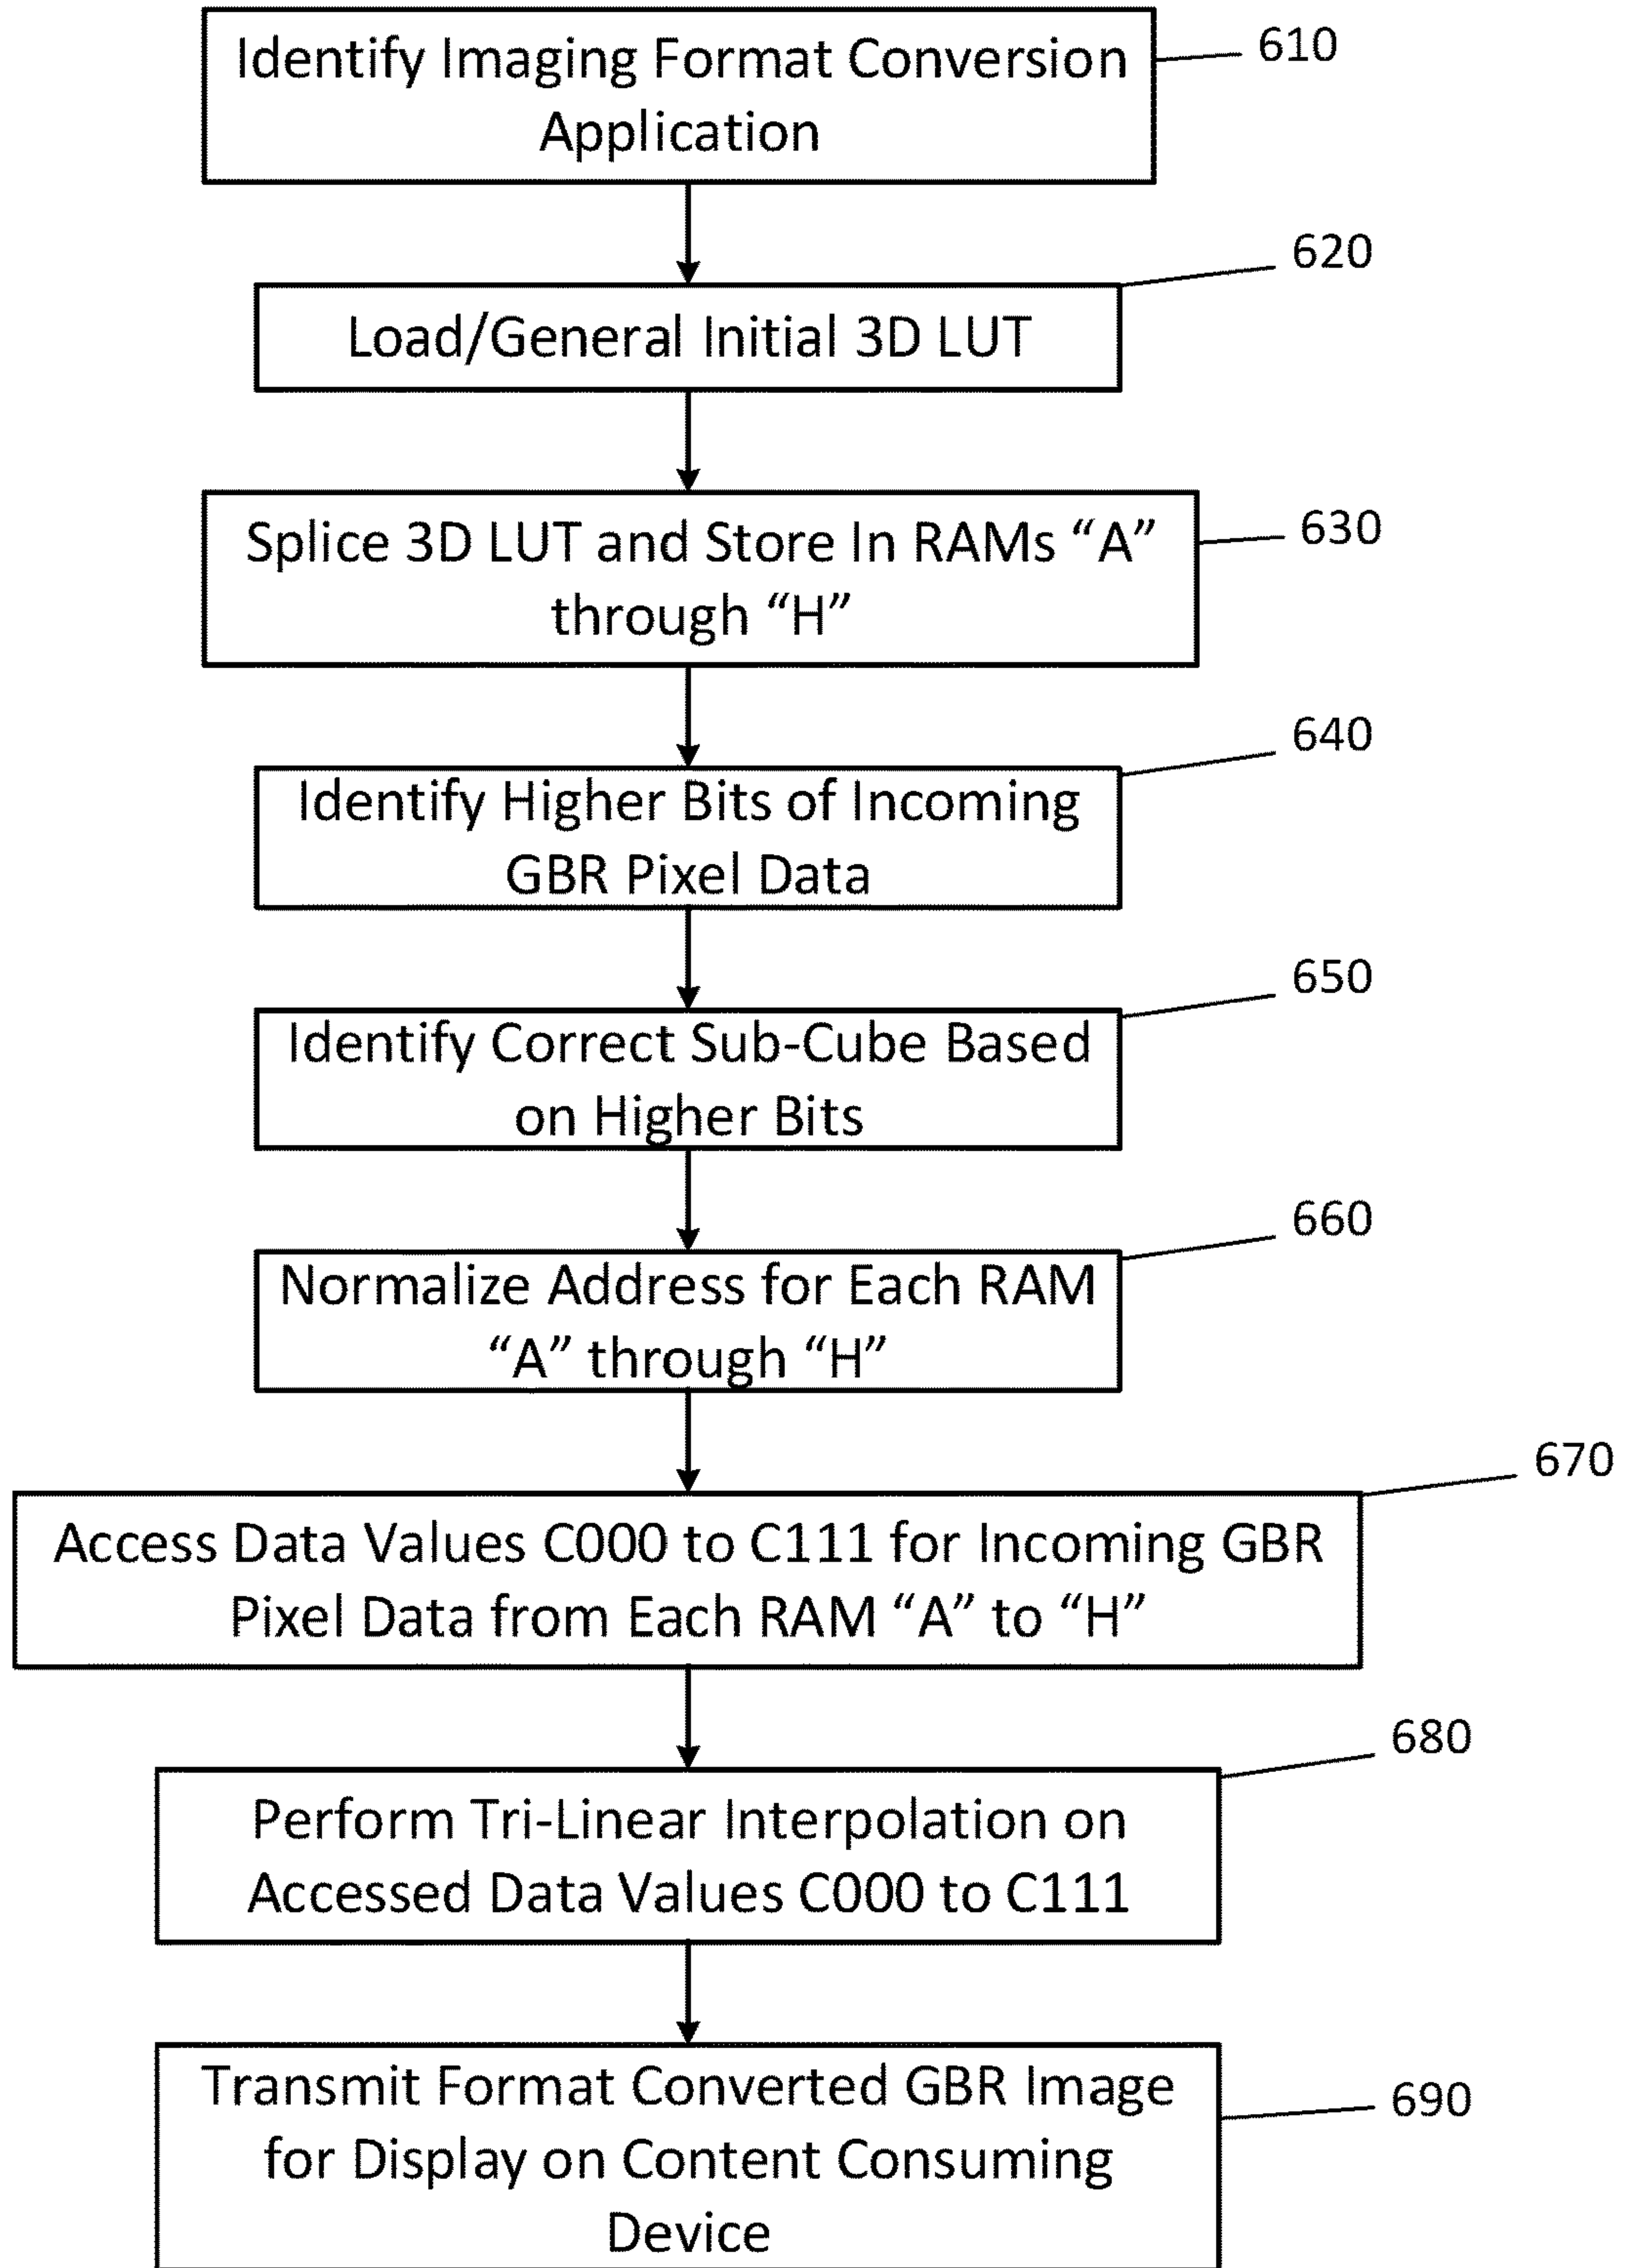 Identify Imaging Format Conversion
Application
610
620
Load/General Initial 3D LUT
Splice 3D LUT and Store In RAMs “A”
through “H”
630
640
Identify Higher Bits of Incoming
GBR Pixel Data
650
Identify Correct Sub-Cube Based
on Higher Bits
660
Normalize Address for Each RAM
“A” through “H”
670
Access Data Values C000 to C111 for Incoming GBR
Pixel Data from Each RAM “A” to “H”
680
Perform Tri-Linear Interpolation on
Accessed Data Values C000 to C111
Transmit Format Converted GBR Image
for Display on Content Consuming
Device
690